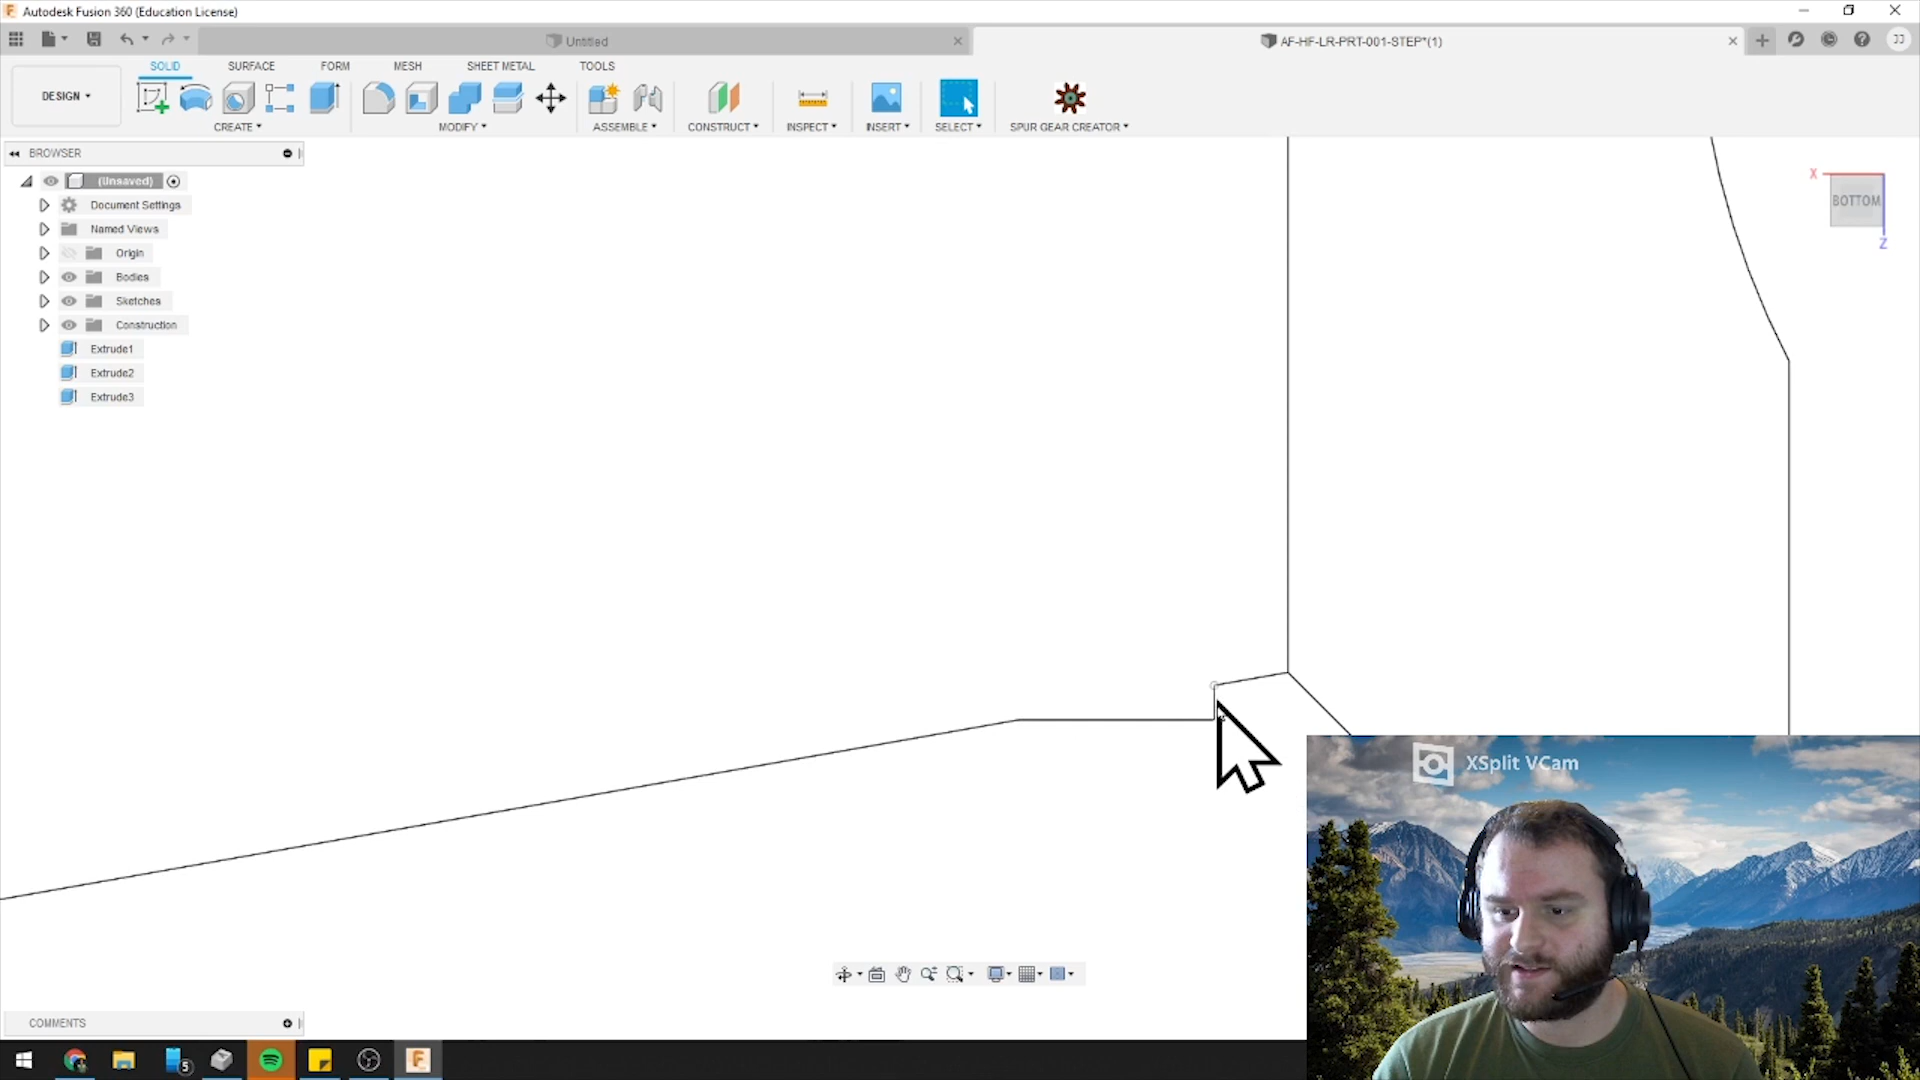 Autodesk Fusion 360 (Education License)
Untitled
AF-HF-LR-PRT-001-STEP*(1)
JJ
SOLID SURFACE FORM MESH SHEET METAL TOOLS
DESIGN
CREATE MODIFY ASSEMBLE CONSTRUCT INSPECT INSERT SELECT SPUR GEAR CREATOR
BROWSER
(Unsaved)
Document Settings
Named Views
Origin
Bodies
Sketches
Construction
Extrude1
Extrude2
Extrude3
X
BOTTOM
Z
XSplit VCam
COMMENTS
5
F